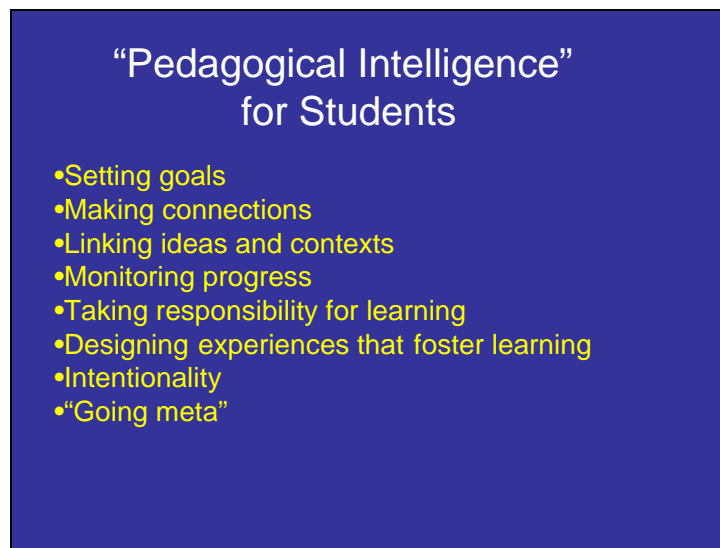 “Pedagogical Intelligence”
for Students
•Setting goals
•Making connections
•Linking ideas and contexts
•Monitoring progress
•Taking responsibility for learning
•Designing experiences that foster learning
•Intentionality
•“Going meta”